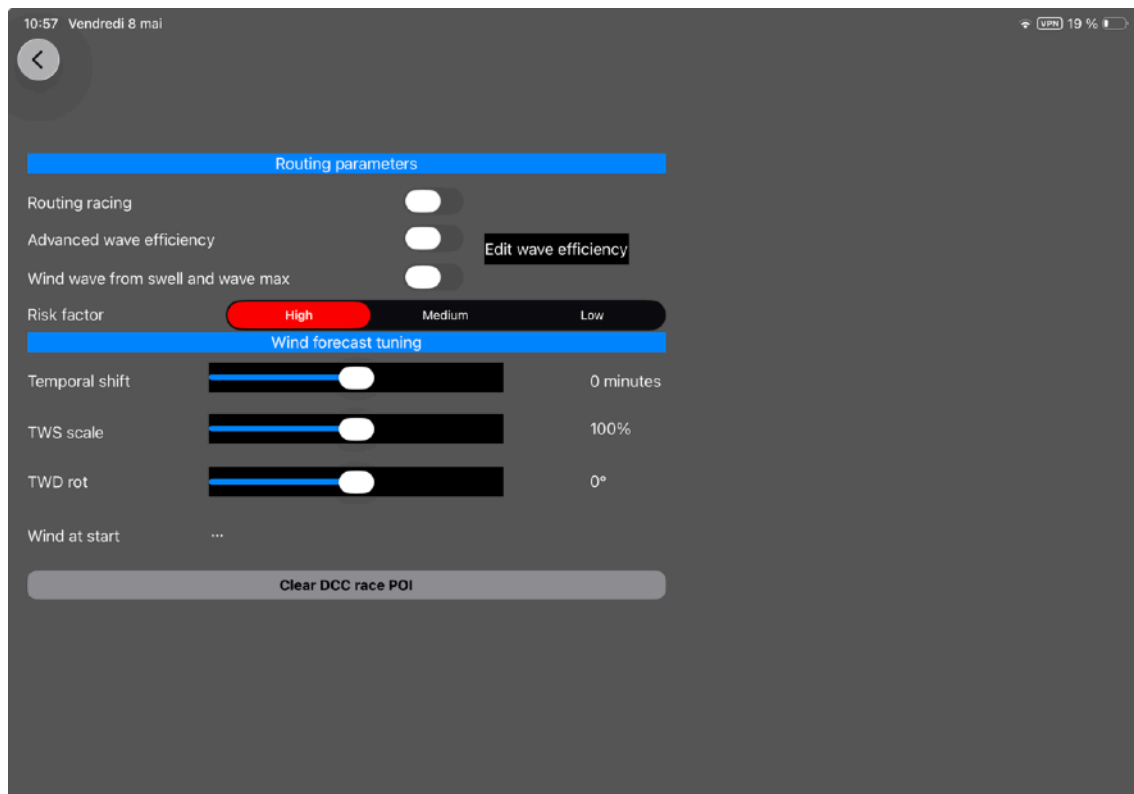 10:57 Vendredi 8 mai VPN 19 %
Routing parameters
Routing racing
Advanced wave efficiency
Edit wave efficiency
Wind wave from swell and wave max
Risk factor High Medium Low
Wind forecast tuning
Temporal shift 0 minutes
TWS scale 100%
TWD rot 0°
Wind at start ...
Clear DCC race POI